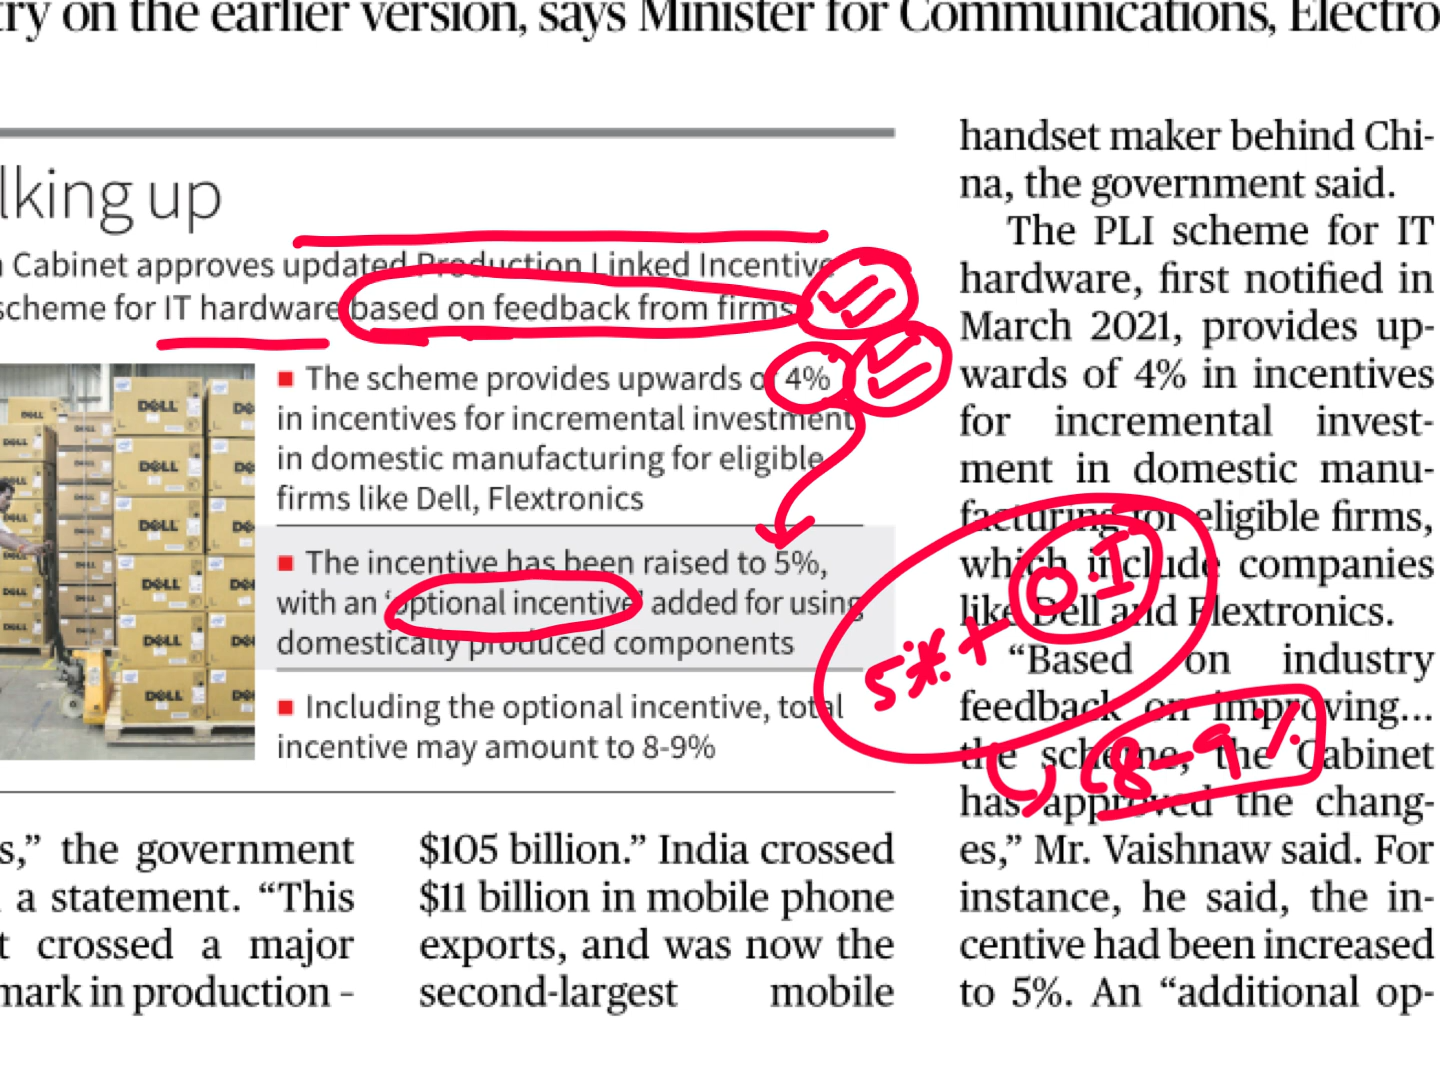 try on the earlier version, says Minister for Communications, Electro
lking up
Cabinet approves updated Production Linked Incentive
scheme for IT hardware based on feedback from firms
The scheme provides upwards of 4%
in incentives for incremental investment
in domestic manufacturing for eligible
firms like Dell, Flextronics
The incentive has been raised to 5%,
with an ‘optional incentive’ added for using
domestically produced components
Including the optional incentive, total
incentive may amount to 8-9%
DELL
DELL
DELL
DELL
DELL
DELL
s,” the government
a statement. “This
t crossed a major
mark in production -
$105 billion.” India crossed
$11 billion in mobile phone
exports, and was now the
second-largest mobile
handset maker behind Chi-
na, the government said.
The PLI scheme for IT
hardware, first notified in
March 2021, provides up-
wards of 4% in incentives
for incremental invest-
ment in domestic manu-
facturing for eligible firms,
which include companies
like Dell and Flextronics.
“Based on industry
feedback on improving...
the scheme, the Cabinet
has approved the chang-
es,” Mr. Vaishnaw said. For
instance, he said, the in-
centive had been increased
to 5%. An “additional op-
5% + O.I
8-9%